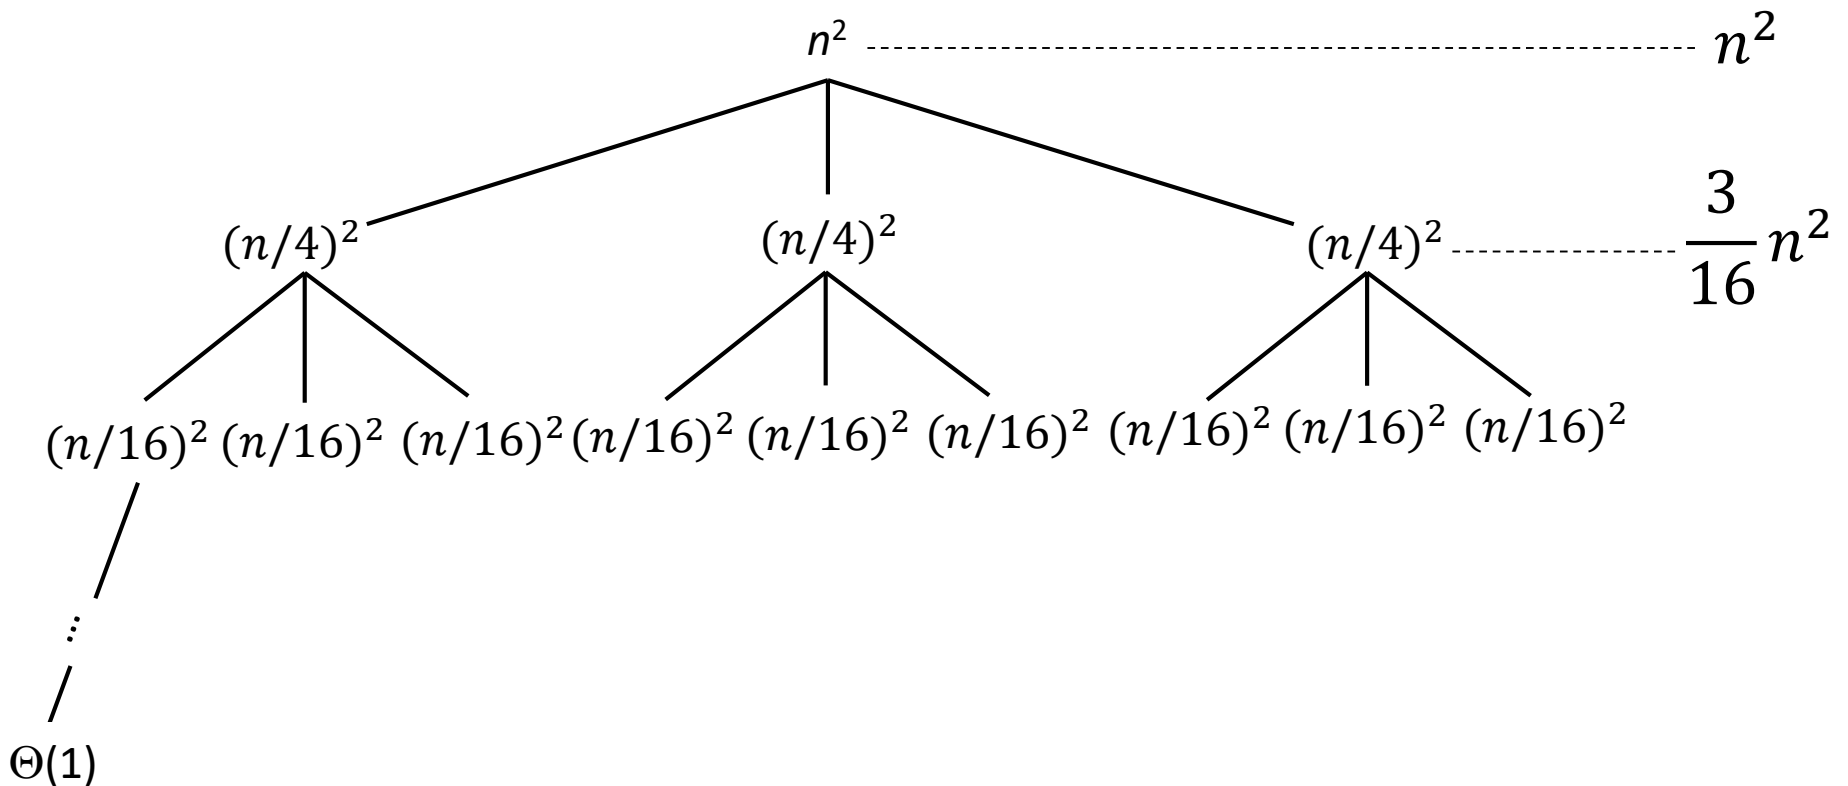 n² n²
(n/4)² (n/4)² (n/4)² 3/16 n²
(n/16)² (n/16)² (n/16)² (n/16)² (n/16)² (n/16)² (n/16)² (n/16)² (n/16)²
...
Θ(1)